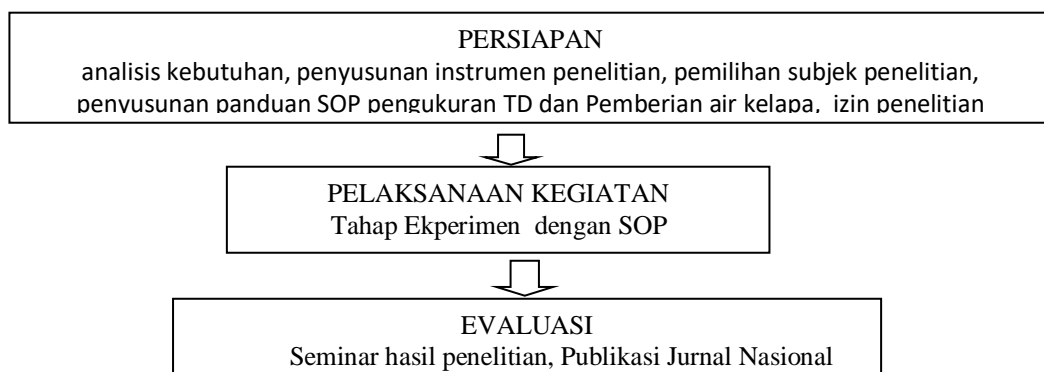 PERSIAPAN
analisis kebutuhan, penyusunan instrumen penelitian, pemilihan subjek penelitian,
penyusunan panduan SOP pengukuran TD dan Pemberian air kelapa, izin penelitian
PELAKSANAAN KEGIATAN
Tahap Ekperimen dengan SOP
EVALUASI
Seminar hasil penelitian, Publikasi Jurnal Nasional